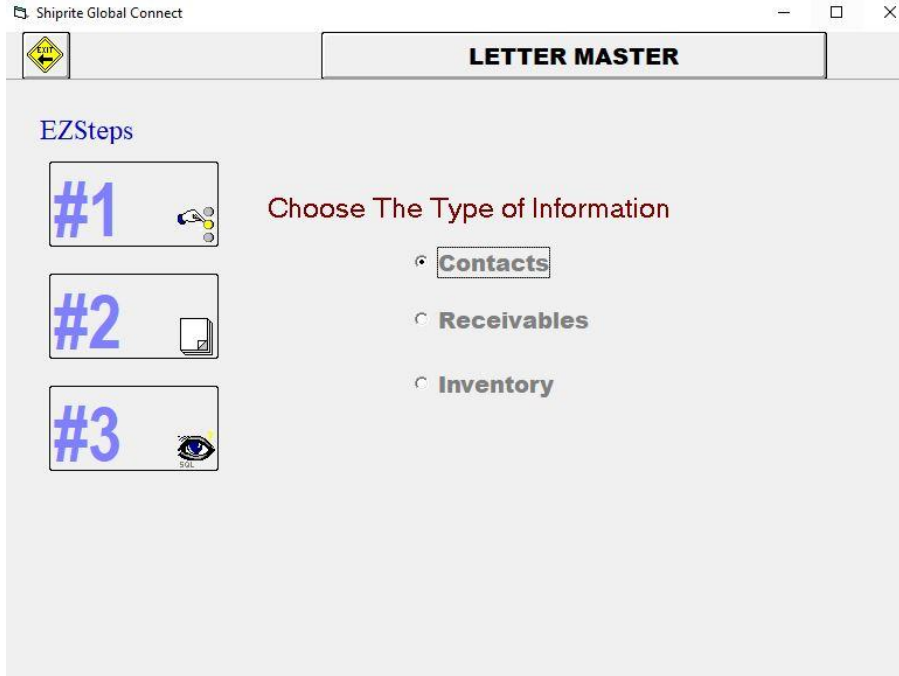 Shiprite Global Connect
EXIT
LETTER MASTER
EZSteps
#1
Choose The Type of Information
Contacts
Receivables
Inventory
#2
#3
SQL